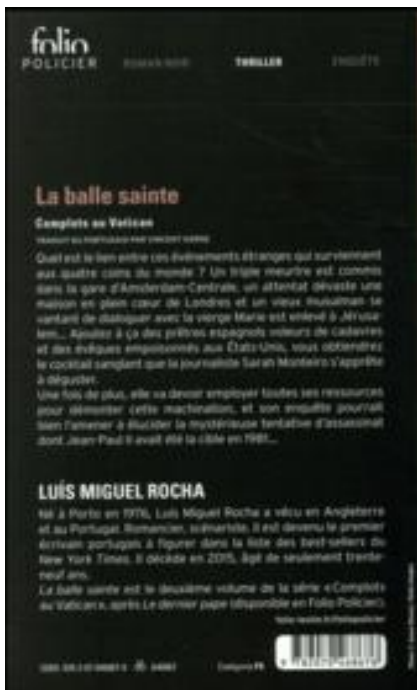 folio
POLICIER
ROMAN NOIR THRILLER ENQUÊTE
La balle sainte
Complots au Vatican
TRADUIT DU PORTUGAIS PAR VINCENT
Quel est le lien entre ces événements étranges qui surviennent
aux quatre coins du monde ? Un triple meurtre est commis
dans la gare d'Amsterdam-Centrale, un attentat dévaste une
maison en plein cœur de Londres et un vieux musulman se
vantant de dialoguer avec la vierge Marie est enlevé à Jérusa-
lem... Ajoutez à ça des prêtres espagnols voleurs de cadavres
et des évêques empoisonnés aux États-Unis, vous obtiendrez
le cocktail sanglant que la journaliste Sarah Monteiro s'apprête
à déguster.
Une fois de plus, elle va devoir employer toutes ses ressources
pour démonter cette machination, et son enquête pourrait
bien l'amener à élucider la mystérieuse tentative d'assassinat
dont Jean-Paul II avait été la cible en 1981...
LUÍS MIGUEL ROCHA
Né à Porto en 1976, Luís Miguel Rocha a vécu en Angleterre
et au Portugal. Romancier, scénariste, il est devenu le premier
écrivain portugais à figurer dans la liste des best-sellers du
New York Times. Il décède en 2015, âgé de seulement trente-
neuf ans.
La balle sainte est le deuxième volume de la série «Complots
au Vatican», après Le dernier pape (disponible en Folio Policier).